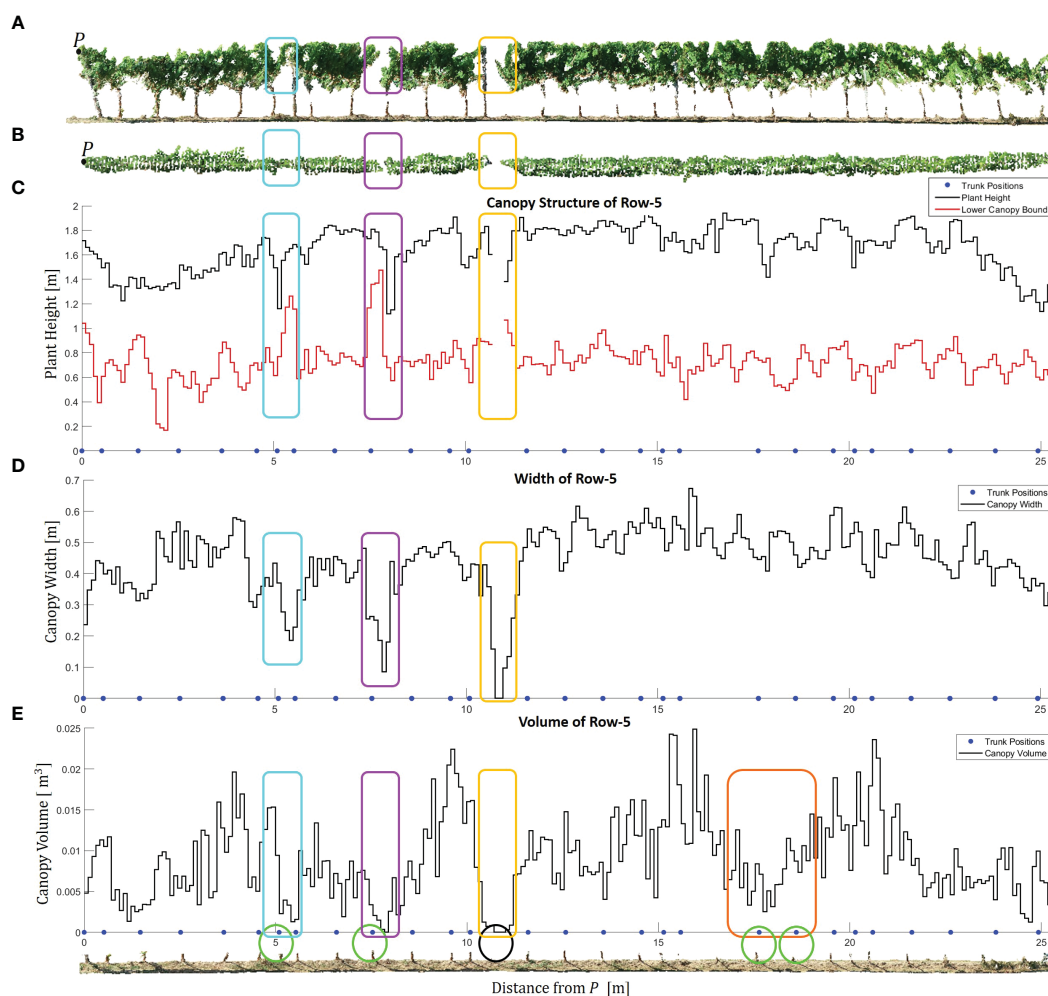 A
P
B
P
C
Trunk Positions
Plant Height
Lower Canopy Bound
Canopy Structure of Row-5
2
1.8
1.6
1.4
1.2
1
0.8
0.6
0.4
0.2
0
Plant Height [m]
0 5 10 15 20 25
D
Width of Row-5
Trunk Positions
Canopy Width
0.7
0.6
0.5
0.4
0.3
0.2
0.1
0
Canopy Width [m]
0 5 10 15 20 25
E
Volume of Row-5
Trunk Positions
Canopy Volume
0.025
0.02
0.015
0.01
0.005
0
Canopy Volume [ m³]
0 5 10 15 20 25
Distance from P [m]